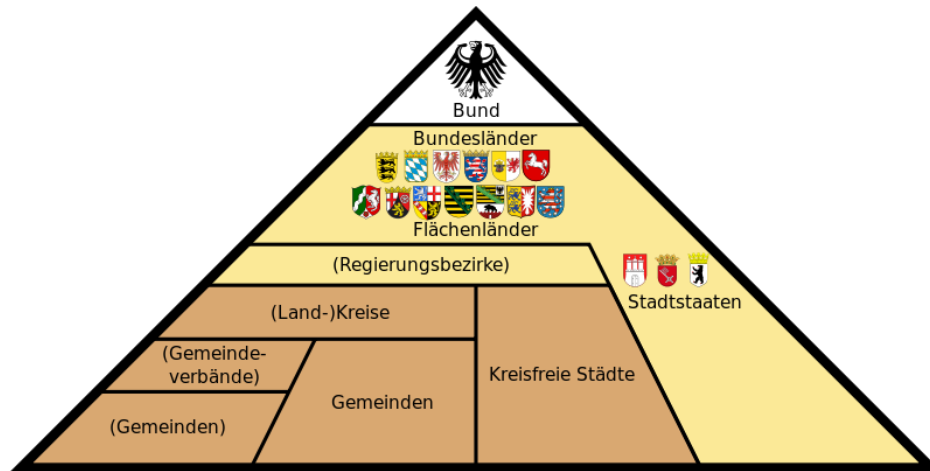 Bund
Bundesländer
Flächenländer
(Regierungsbezirke)
Stadtstaaten
(Land-)Kreise
(Gemeinde-
verbände)
Kreisfreie Städte
Gemeinden
(Gemeinden)